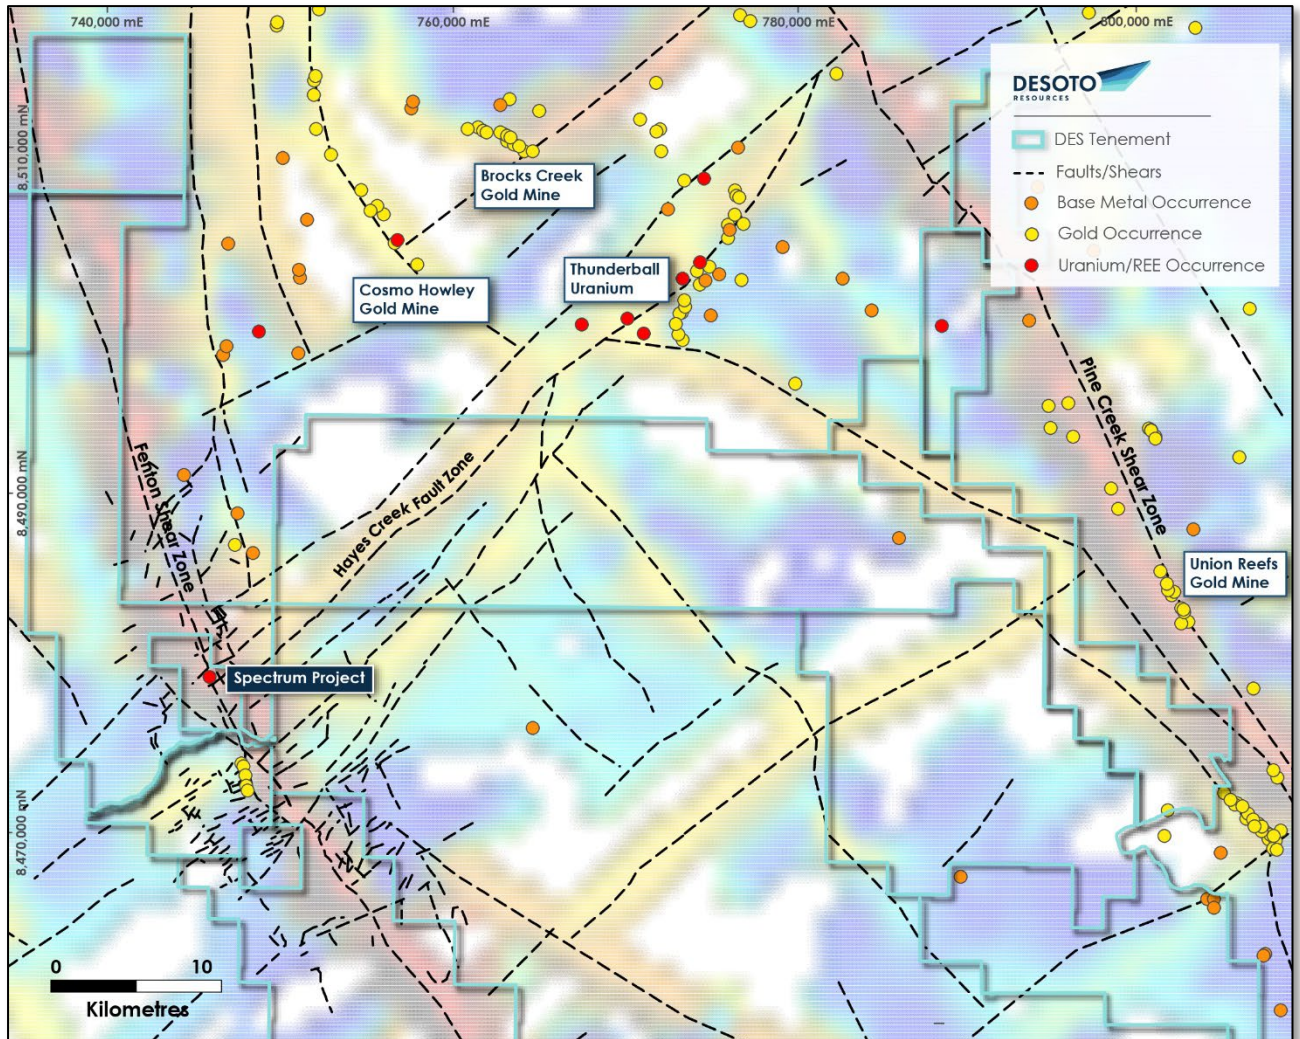 740,000 mE
760,000 mE
780,000 mE
800,000 mE
DESOTO
RESOURCES
DES Tenement
Faults/Shears
Base Metal Occurrence
Gold Occurrence
Uranium/REE Occurrence
8,510,000 mN
Brocks Creek
Gold Mine
Thunderball
Uranium
Cosmo Howley
Gold Mine
Pine Creek Shear Zone
Fenton Shear Zone
Hayes Creek Fault Zone
8,490,000 mN
Union Reefs
Gold Mine
Spectrum Project
8,470,000 mN
0
10
Kilometres